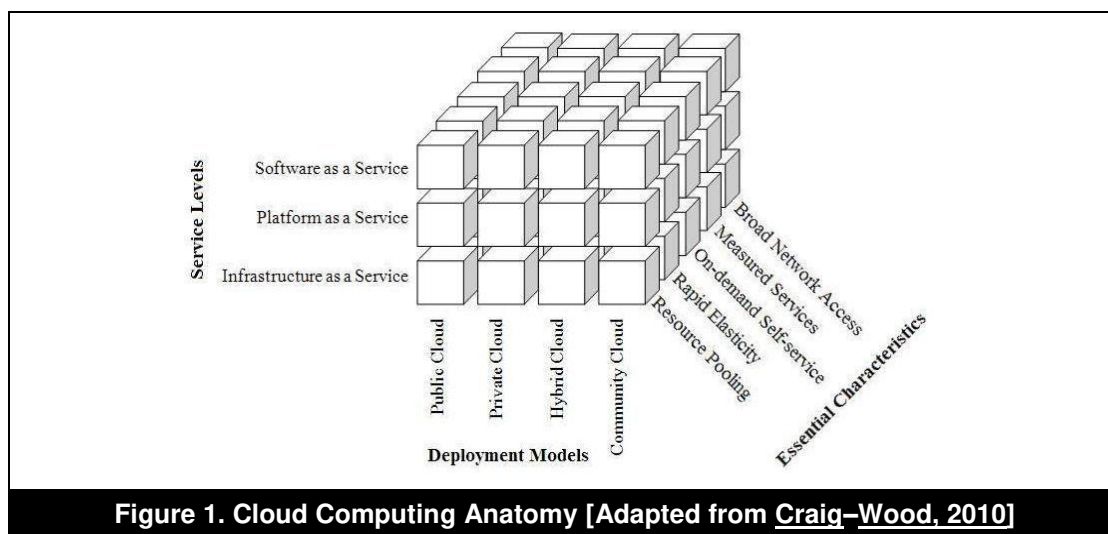 Service Levels
Software as a Service
Platform as a Service
Infrastructure as a Service
Public Cloud
Private Cloud
Hybrid Cloud
Community Cloud
Deployment Models
Resource Pooling
Rapid Elasticity
On-demand Self-service
Measured Services
Broad Network Access
Essential Characteristics
Figure 1. Cloud Computing Anatomy [Adapted from Craig–Wood, 2010]